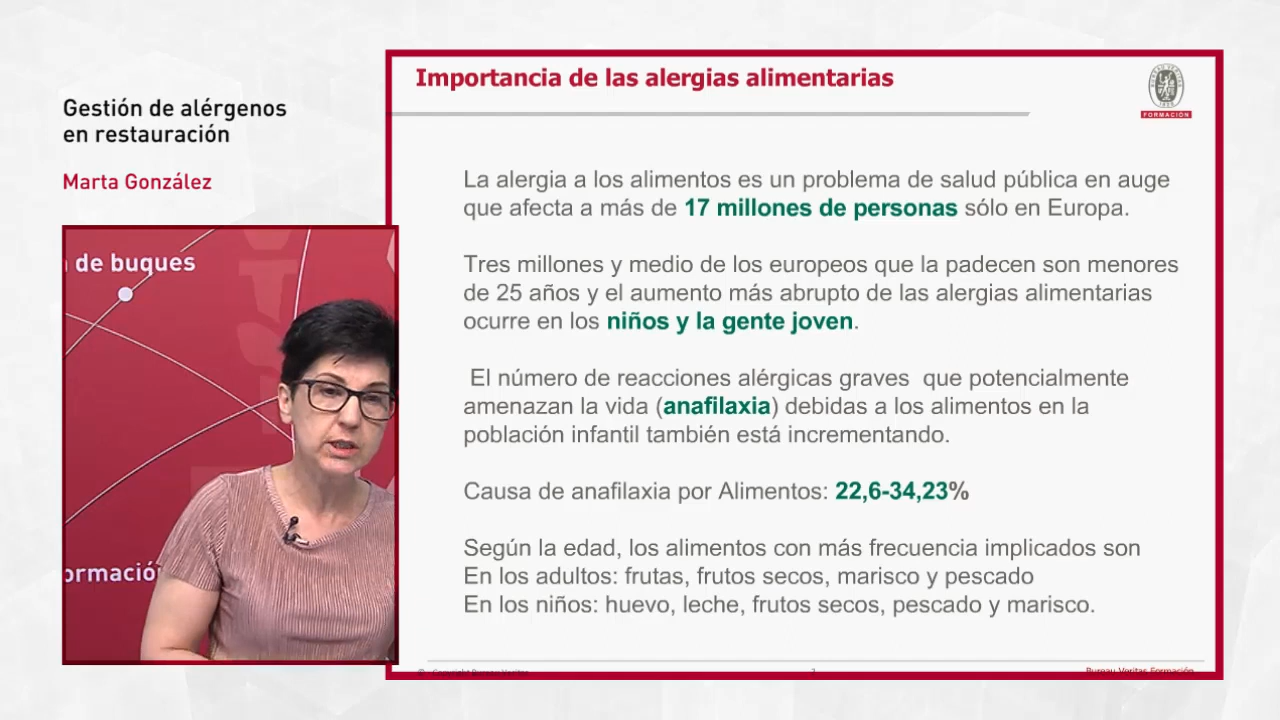 Gestión de alérgenos
en restauración
Marta González
de buques
ormació
Importancia de las alergias alimentarias
FORMACIÓN
La alergia a los alimentos es un problema de salud pública en auge
que afecta a más de 17 millones de personas sólo en Europa.
Tres millones y medio de los europeos que la padecen son menores
de 25 años y el aumento más abrupto de las alergias alimentarias
ocurre en los niños y la gente joven.
El número de reacciones alérgicas graves  que potencialmente
amenazan la vida (anafilaxia) debidas a los alimentos en la
población infantil también está incrementando.
Causa de anafilaxia por Alimentos: 22,6-34,23%
Según la edad, los alimentos con más frecuencia implicados son
En los adultos: frutas, frutos secos, marisco y pescado
En los niños: huevo, leche, frutos secos, pescado y marisco.
© - Copyright Bureau Veritas
Bureau Veritas Formación